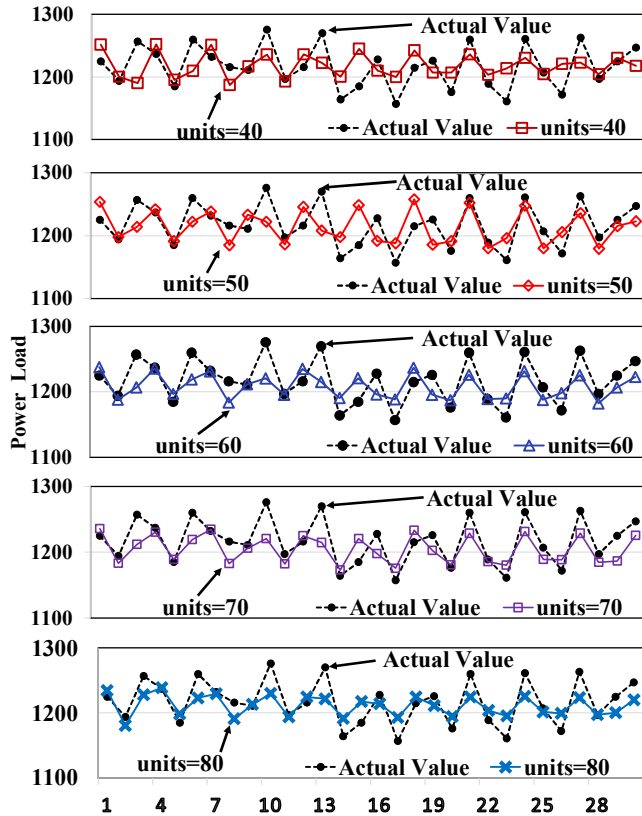 1300
1200
1100
Actual Value
units=40
Actual Value units=40
1300
1200
1100
Actual Value
units=50
Actual Value units=50
Power Load
1300
1200
1100
Actual Value
units=60
Actual Value units=60
1300
1200
1100
Actual Value
units=70
Actual Value units=70
1300
1200
1100
Actual Value
units=80
Actual Value units=80
1 4 7 10 13 16 19 22 25 28